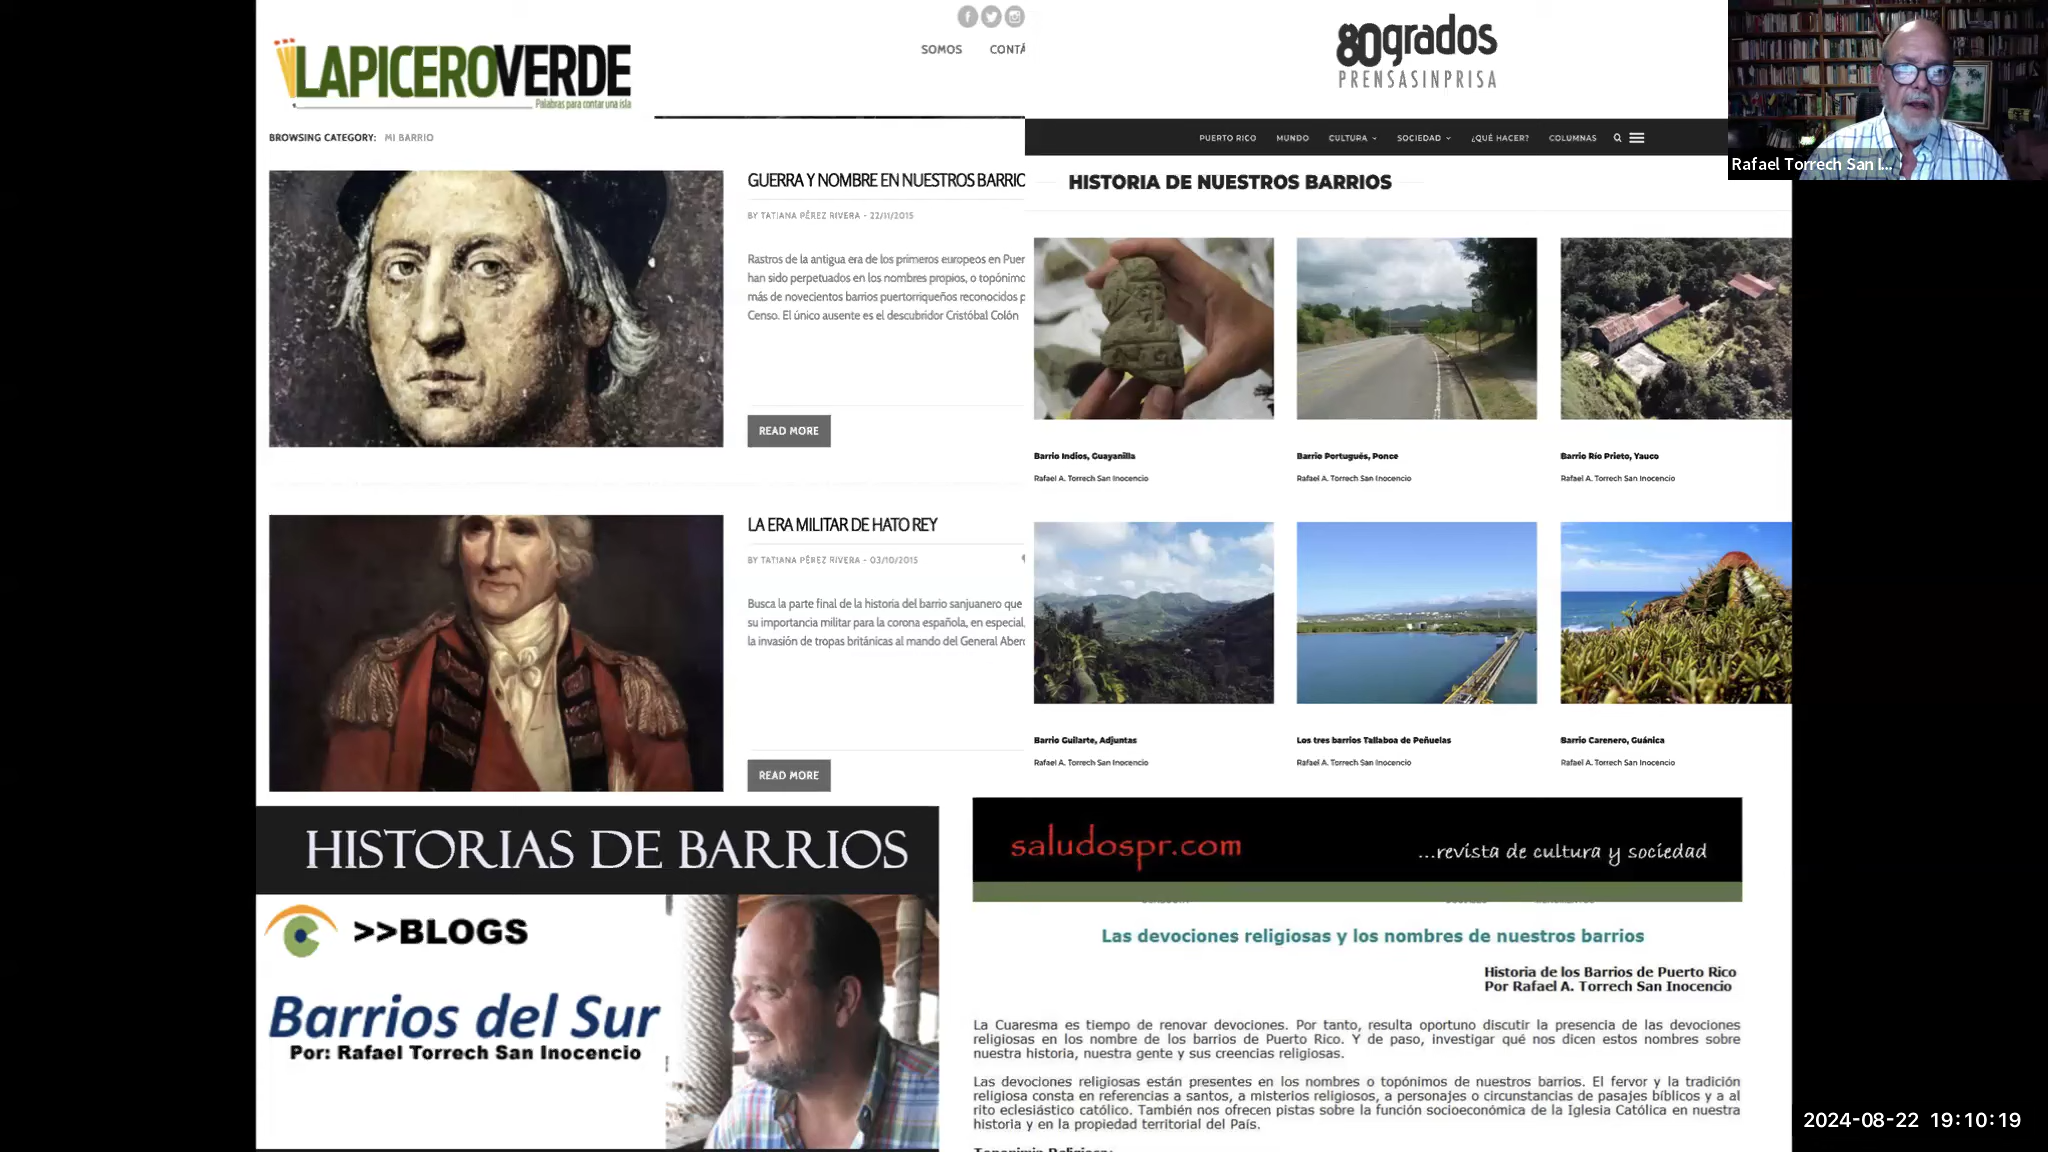 LAPICEROVERDE
Palabras para contar una isla
SOMOS CONTÁ
BROWSING CATEGORY: MI BARRIO
GUERRA Y NOMBRE EN NUESTROS BARRIO
BY TATIANA PÉREZ RIVERA - 22/11/2015
Rastros de la antigua era de los primeros europeos en Puer
han sido perpetuados en los nombres propios, o topónimo
más de novecientos barrios puertorriqueños reconocidos p
Censo. El único ausente es el descubridor Cristóbal Colón
READ MORE
LA ERA MILITAR DE HATO REY
BY TATIANA PÉREZ RIVERA - 03/10/2015
Busca la parte final de la historia del barrio sanjuanero que
su importancia militar para la corona española, en especial,
la invasión de tropas británicas al mando del General Aberc
READ MORE
80grados
PRENSASINPRISA
PUERTO RICO MUNDO CULTURA SOCIEDAD ¿QUÉ HACER? COLUMNAS
HISTORIA DE NUESTROS BARRIOS
Barrio Indios, Guayanilla
Rafael A. Torrech San Inocencio
Barrio Portugués, Ponce
Rafael A. Torrech San Inocencio
Barrio Río Prieto, Yauco
Rafael A. Torrech San Inocencio
Barrio Guilarte, Adjuntas
Rafael A. Torrech San Inocencio
Los tres barrios Tallaboa de Peñuelas
Rafael A. Torrech San Inocencio
Barrio Carenero, Guánica
Rafael A. Torrech San Inocencio
Rafael Torrech San I...
HISTORIAS DE BARRIOS
>>BLOGS
Barrios del Sur
Por: Rafael Torrech San Inocencio
saludospr.com
...revista de cultura y sociedad
Las devociones religiosas y los nombres de nuestros barrios
Historia de los Barrios de Puerto Rico
Por Rafael A. Torrech San Inocencio
La Cuaresma es tiempo de renovar devociones. Por tanto, resulta oportuno discutir la presencia de las devociones
religiosas en los nombre de los barrios de Puerto Rico. Y de paso, investigar qué nos dicen estos nombres sobre
nuestra historia, nuestra gente y sus creencias religiosas.
Las devociones religiosas están presentes en los nombres o topónimos de nuestros barrios. El fervor y la tradición
religiosa consta en referencias a santos, a misterios religiosos, a personajes o circunstancias de pasajes bíblicos y a al
rito eclesiástico católico. También nos ofrecen pistas sobre la función socioeconómica de la Iglesia Católica en nuestra
historia y en la propiedad territorial del País.
2024-08-22 19:10:19